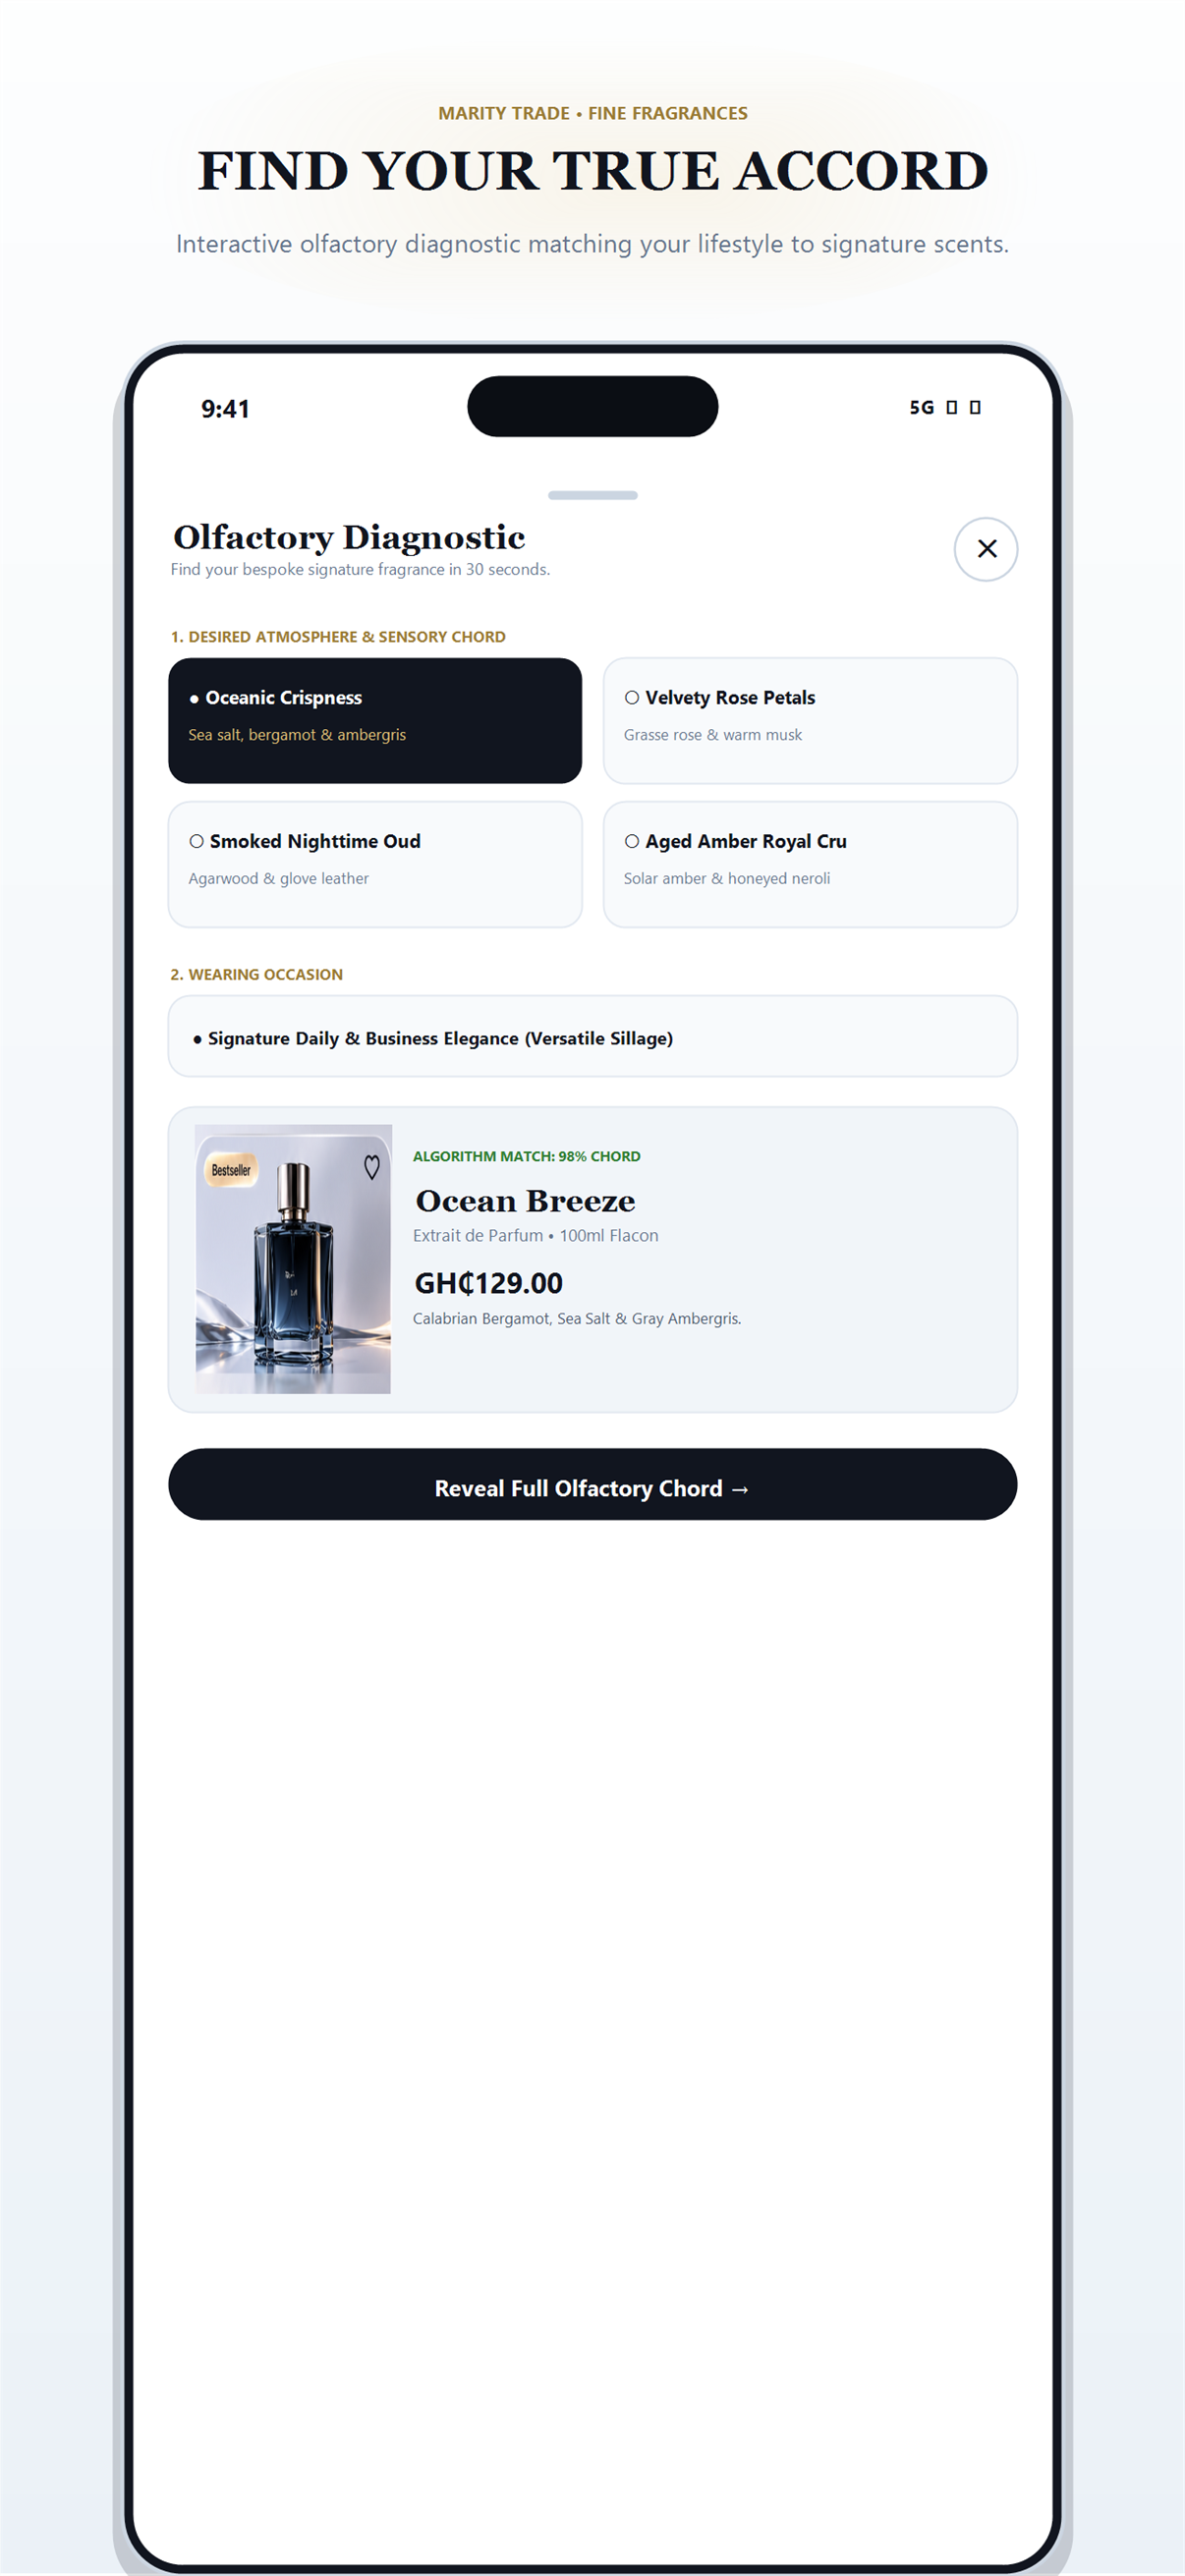 MARITY TRADE • FINE FRAGRANCES
FIND YOUR TRUE ACCORD
Interactive olfactory diagnostic matching your lifestyle to signature scents.
9:41
5G
Olfactory Diagnostic
Find your bespoke signature fragrance in 30 seconds.
1. DESIRED ATMOSPHERE & SENSORY CHORD
● Oceanic Crispness
Sea salt, bergamot & ambergris
○ Velvety Rose Petals
Grasse rose & warm musk
○ Smoked Nighttime Oud
Agarwood & glove leather
○ Aged Amber Royal Cru
Solar amber & honeyed neroli
2. WEARING OCCASION
● Signature Daily & Business Elegance (Versatile Sillage)
Bestseller
ALGORITHM MATCH: 98% CHORD
Ocean Breeze
Extrait de Parfum • 100ml Flacon
GH₵129.00
Calabrian Bergamot, Sea Salt & Gray Ambergris.
Reveal Full Olfactory Chord →